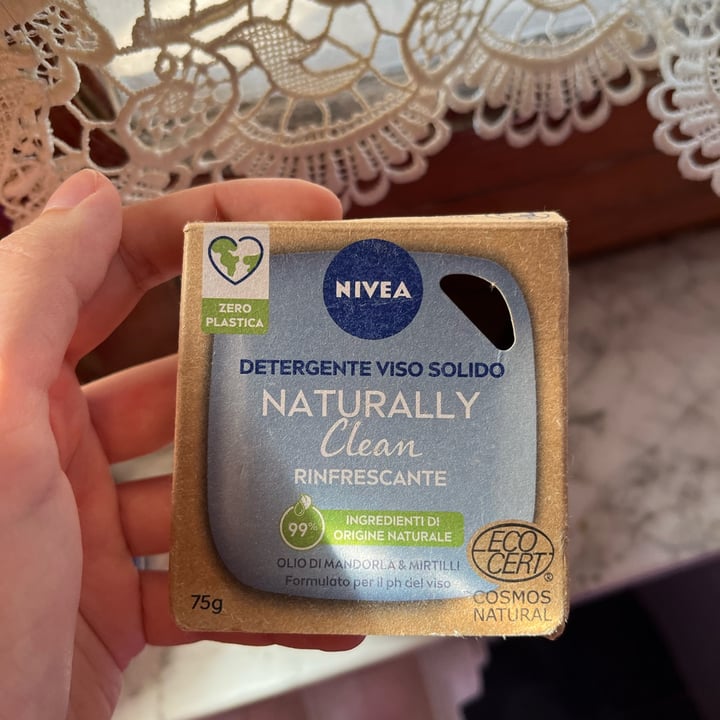 NIVEA
ZERO
PLASTICA
DETERGENTE VISO SOLIDO
NATURALLY
Clean
RINFRESCANTE
99%
INGREDIENTI DI
ORIGINE NATURALE
OLIO DI MANDORLA & MIRTILLI
Formulato per il ph del viso
75g
ECO
CERT®
COSMOS
NATURAL